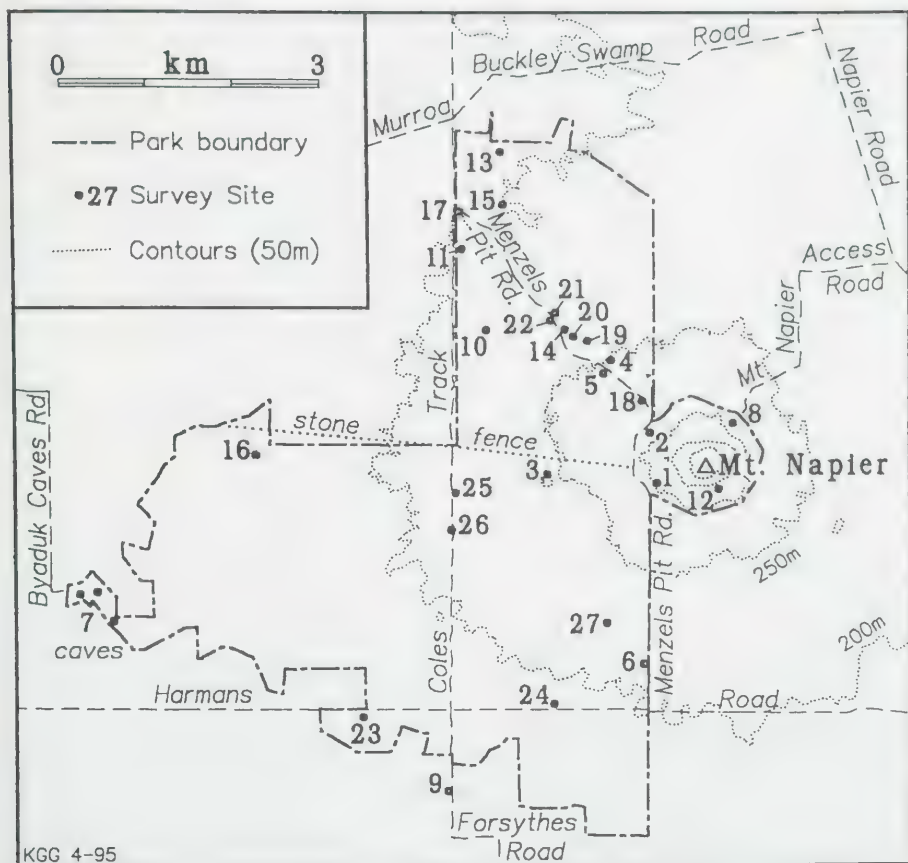 0 km 3
Park boundary
27 Survey Site
Contours (50m)
Buckley Swamp Road
Murroa
Napier Road
13
15
17
Menzels
Pit Rd.
11
Access
Road
Mt. Napier
21
22
20
14
19
10
4
5
18
Track
8
2
stone fence
16
3
Mt. Napier
1
12
25
26
Byaduk Caves Rd
Menzels Pit Rd.
250m
7
caves
27
6
200m
Coles
Harmans Road
24
23
9
Forsythes
Road
KGG 4-95